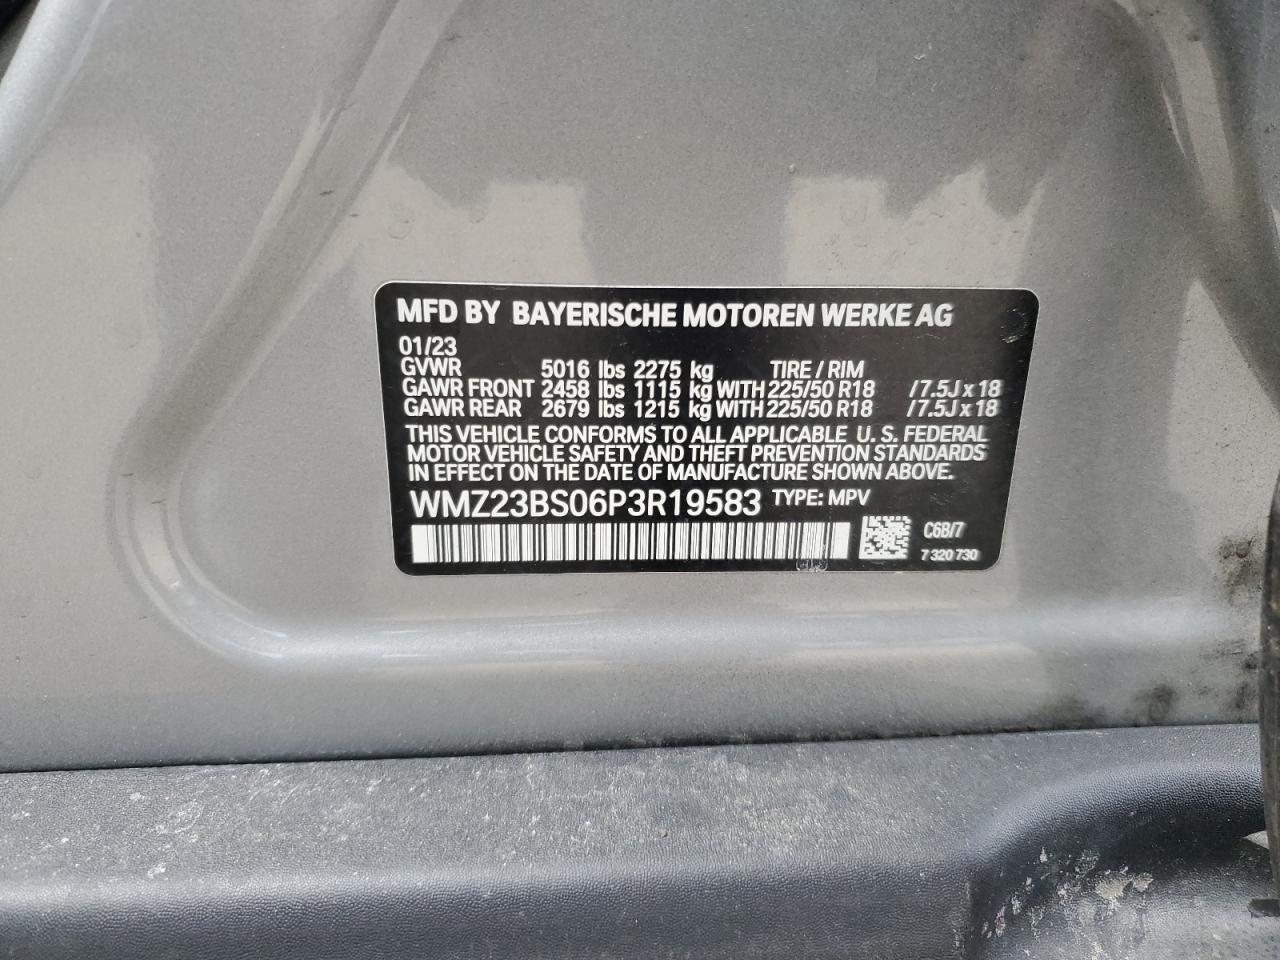 MFD BY BAYERISCHE MOTOREN WERKE AG
01/23
GVWR 5016 lbs 2275 kg TIRE / RIM
GAWR FRONT 2458 lbs 1115 kg WITH 225/50 R18 /7.5J x 18
GAWR REAR 2679 lbs 1215 kg WITH 225/50 R18 /7.5J x 18
THIS VEHICLE CONFORMS TO ALL APPLICABLE U. S. FEDERAL
MOTOR VEHICLE SAFETY AND THEFT PREVENTION STANDARDS
IN EFFECT ON THE DATE OF MANUFACTURE SHOWN ABOVE.
WMZ23BS06P3R19583 TYPE: MPV
C6B/7
7 320 730